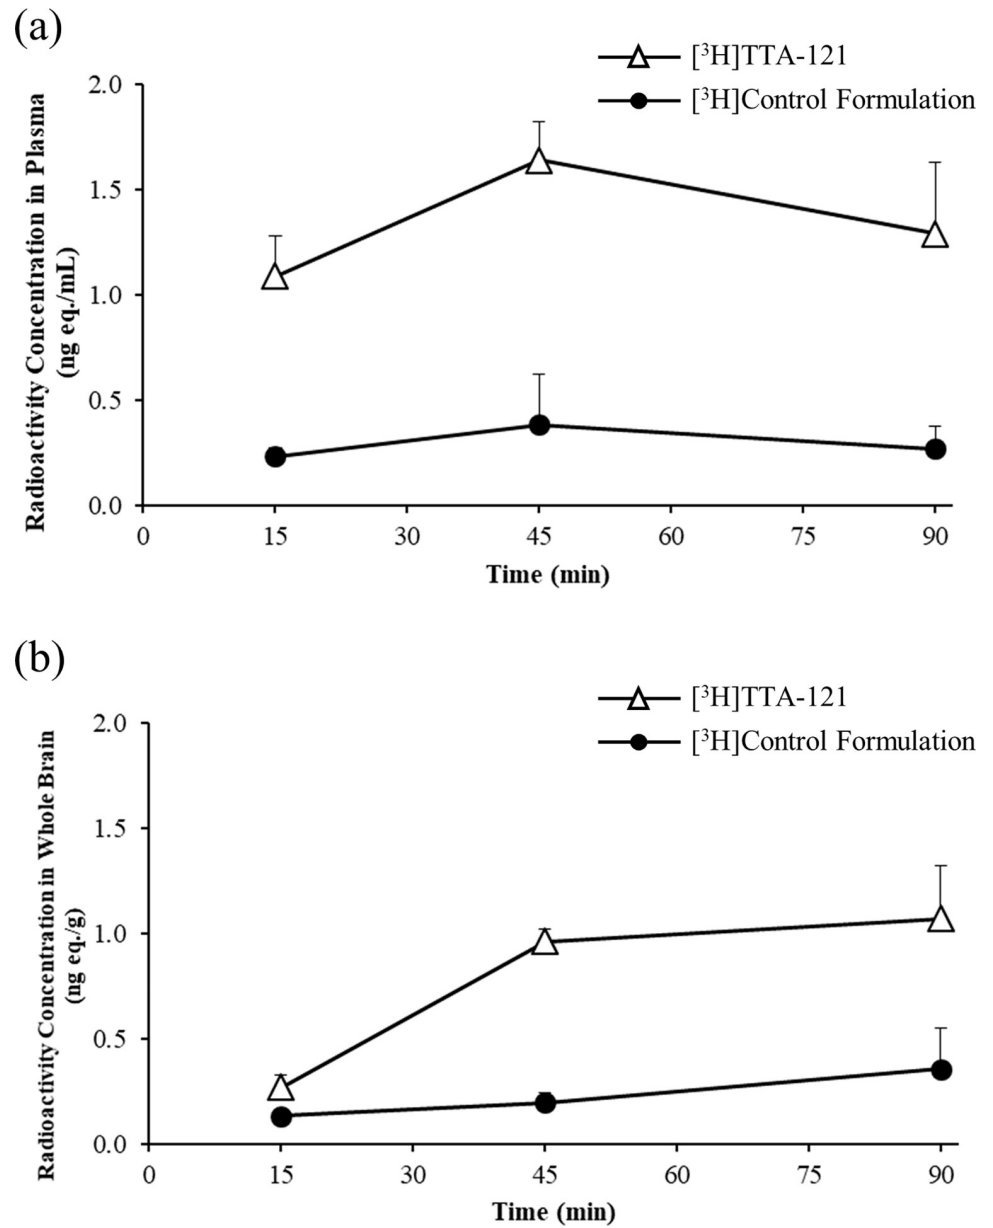 (a)
[³H]TTA-121
[³H]Control Formulation
Radioactivity Concentration in Plasma
(ng eq./mL)
2.0
1.5
1.0
0.5
0.0
0 15 30 45 60 75 90
Time (min)
(b)
[³H]TTA-121
[³H]Control Formulation
Radioactivity Concentration in Whole Brain
(ng eq./g)
2.0
1.5
1.0
0.5
0.0
0 15 30 45 60 75 90
Time (min)